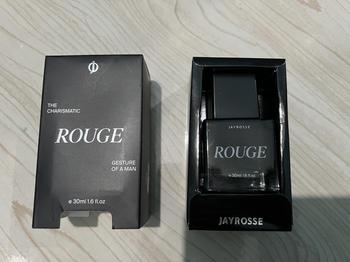 THE
CHARISMATIC
ROUGE
GESTURE
OF A MAN
e 30ml 1.6 fl.oz
JAYROSSE
ROUGE
e 30ml 1.6 fl.oz
JAYROSSE